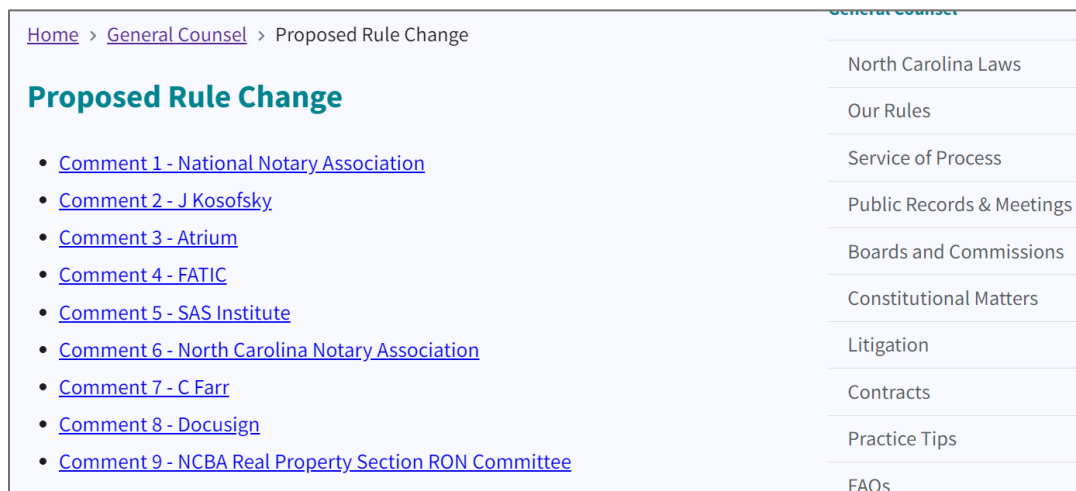 Home > General Counsel > Proposed Rule Change
Proposed Rule Change
• Comment 1 - National Notary Association
• Comment 2 - J Kosofsky
• Comment 3 - Atrium
• Comment 4 - FATIC
• Comment 5 - SAS Institute
• Comment 6 - North Carolina Notary Association
• Comment 7 - C Farr
• Comment 8 - Docusign
• Comment 9 - NCBA Real Property Section RON Committee
General Counsel
North Carolina Laws
Our Rules
Service of Process
Public Records & Meetings
Boards and Commissions
Constitutional Matters
Litigation
Contracts
Practice Tips
FAQs